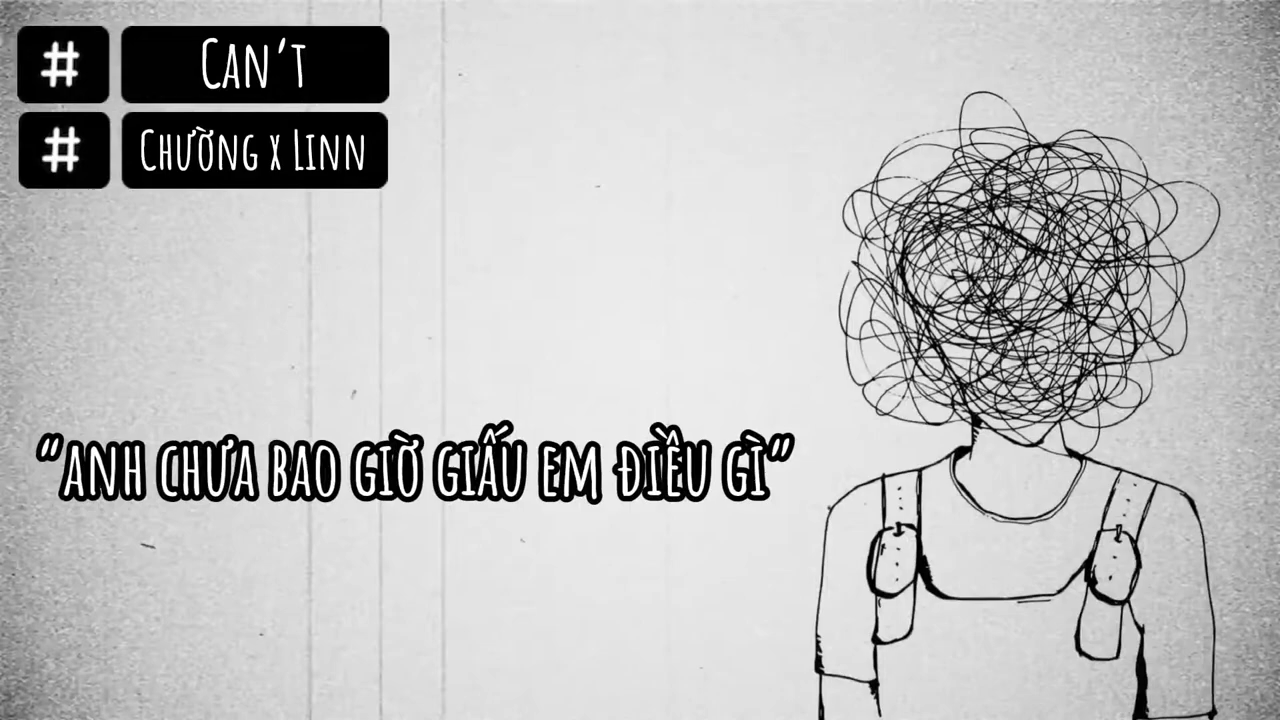 # Can't
# Chường x Linn
"anh chưa bao giờ giấu em điều gì"